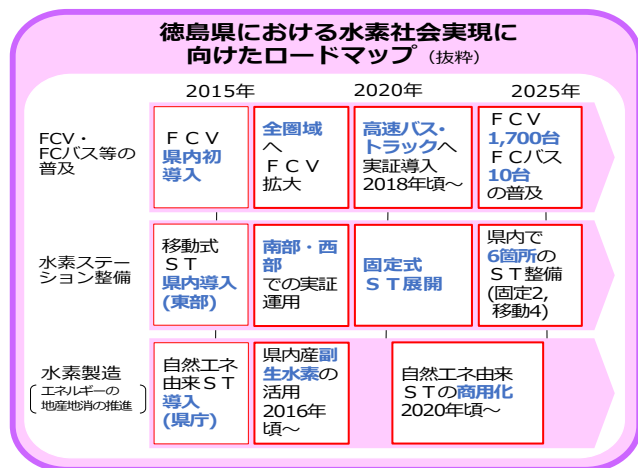 徳島県における水素社会実現に
向けたロードマップ（抜粋）
2015年
2020年
2025年
FCV・
FCバス等の
普及
ＦＣＶ
県内初
導入
全圏域
へ
ＦＣＶ
拡大
高速バス・
トラックへ
実証導入
2018年頃～
ＦＣＶ
1,700台
ＦＣバス
10台
の普及
水素ステー
ション整備
移動式
ＳＴ
県内導入
(東部)
南部・西
部
での実証
運用
固定式
ＳＴ展開
県内で
6箇所の
ＳＴ整備
(固定2,
移動4)
水素製造
エネルギーの
地産地消の推進
自然エネ
由来ＳＴ
導入
(県庁)
県内産副
生水素の
活用
2016年
頃～
自然エネ由来
ＳＴの商用化
2020年頃～